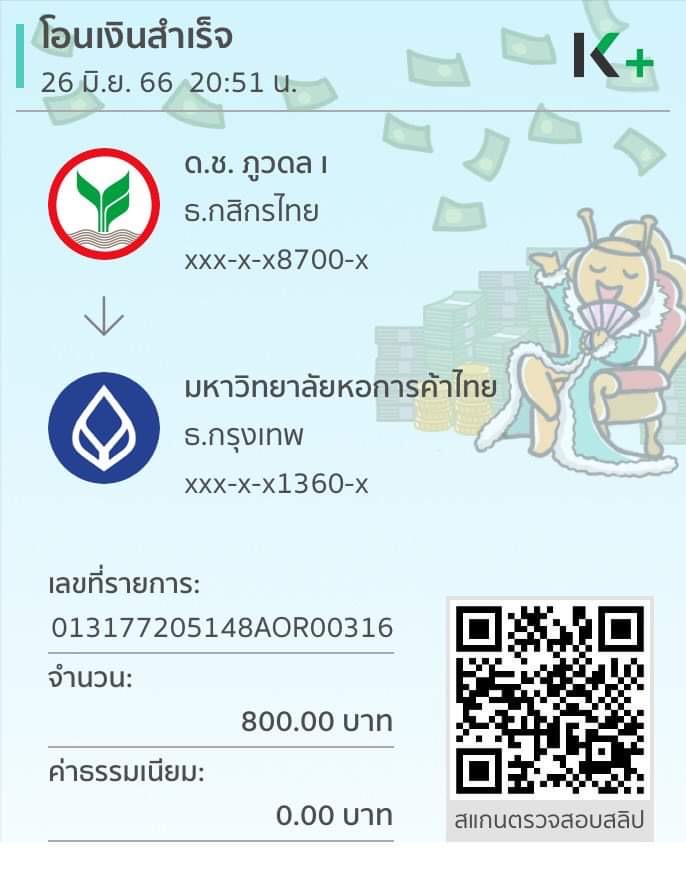 โอนเงินสำเร็จ
26 มิ.ย. 66 20:51 น.
K+
ด.ช. ภูวดล เ
ธ.กสิกรไทย
xxx-x-x8700-x
มหาวิทยาลัยหอการค้าไทย
ธ.กรุงเทพ
xxx-x-x1360-x
เลขที่รายการ:
013177205148AOR00316
จำนวน:
800.00 บาท
ค่าธรรมเนียม:
0.00 บาท
สแกนตรวจสอบสลิป